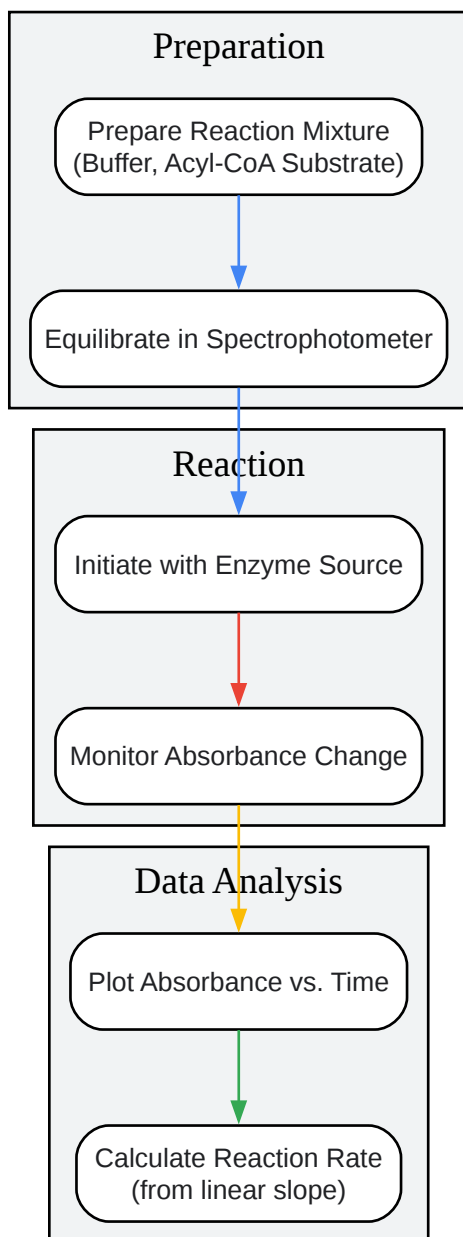 Preparation
Prepare Reaction Mixture
(Buffer, Acyl-CoA Substrate)
Equilibrate in Spectrophotometer
Reaction
Initiate with Enzyme Source
Monitor Absorbance Change
Data Analysis
Plot Absorbance vs. Time
Calculate Reaction Rate
(from linear slope)